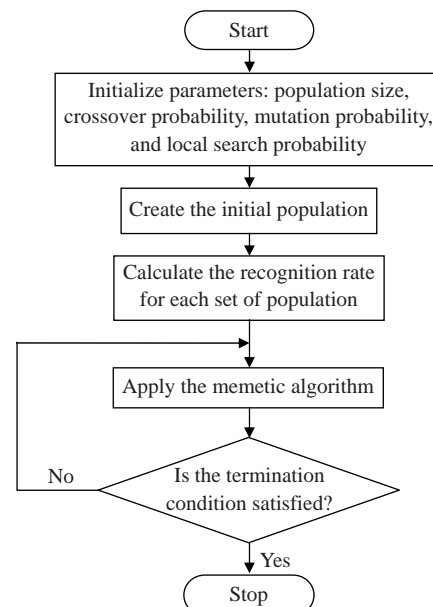 Start
Initialize parameters: population size,
crossover probability, mutation probability,
and local search probability
Create the initial population
Calculate the recognition rate
for each set of population
Apply the memetic algorithm
Is the termination
condition satisfied?
No
Yes
Stop